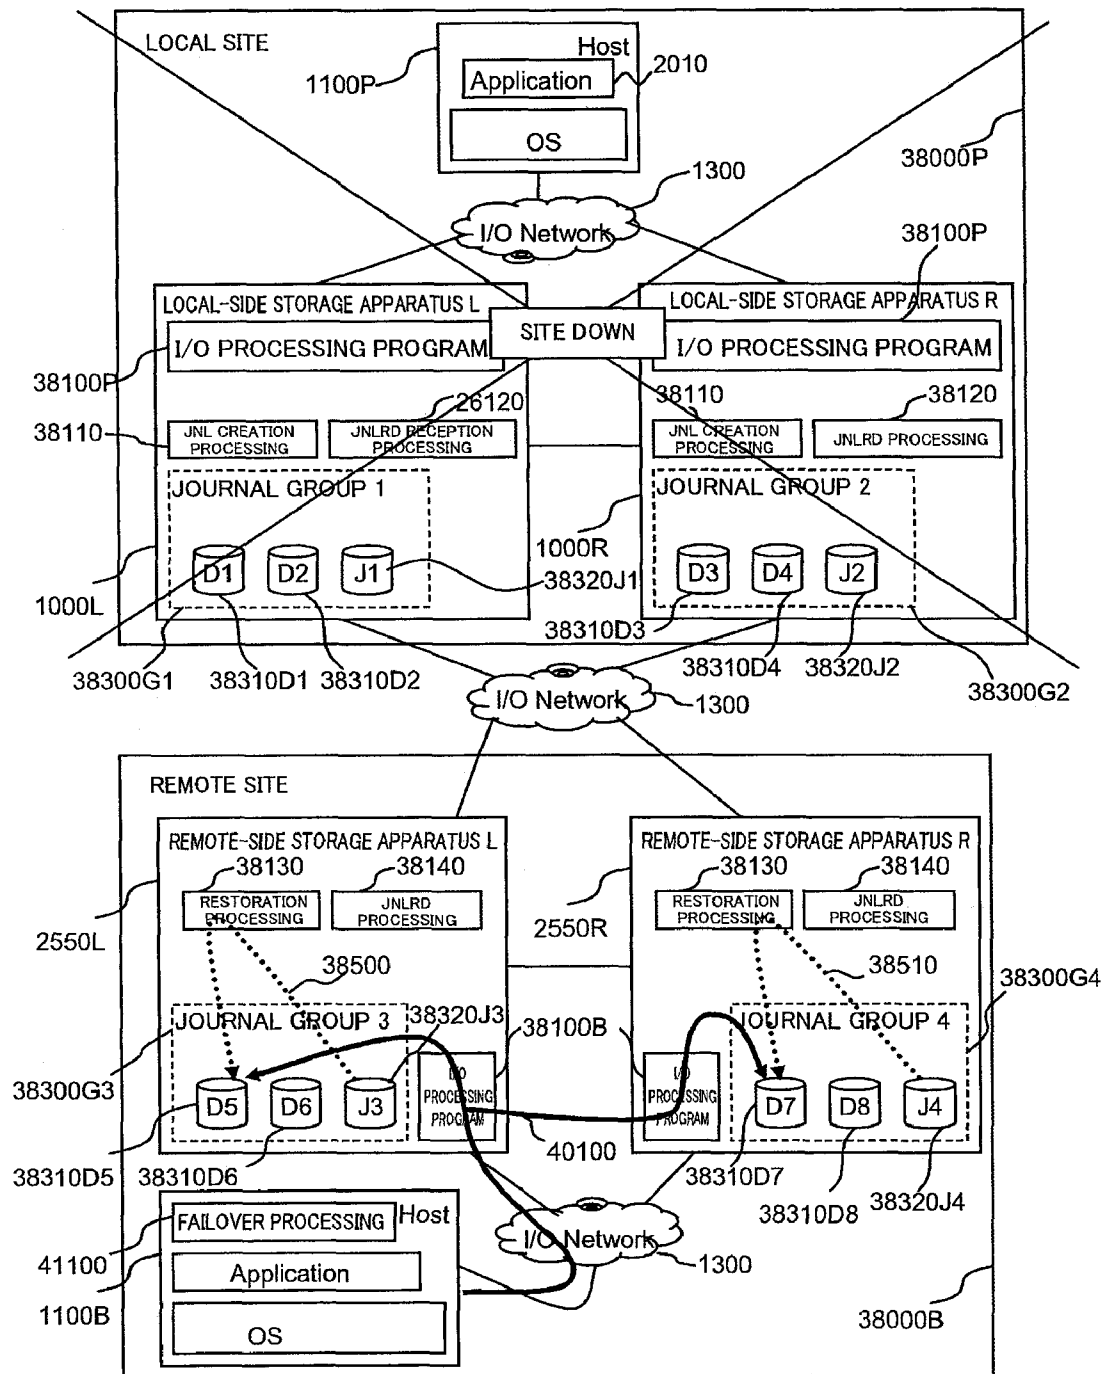 LOCAL SITE
Host
1100P
Application
2010
OS
38000P
1300
I/O Network
38100P
LOCAL-SIDE STORAGE APPARATUS L
LOCAL-SIDE STORAGE APPARATUS R
SITE DOWN
I/O PROCESSING PROGRAM
I/O PROCESSING PROGRAM
38100P
26120
38110
38120
38110
JNL CREATION
PROCESSING
JNLRD RECEPTION
PROCESSING
JNL CREATION
PROCESSING
JNLRD PROCESSING
JOURNAL GROUP 1
JOURNAL GROUP 2
1000R
D1
D2
J1
D3
D4
J2
38320J1
1000L
38310D3
38300G1
38310D1
38310D2
38310D4
38320J2
38300G2
I/O Network
1300
REMOTE SITE
REMOTE-SIDE STORAGE APPARATUS L
REMOTE-SIDE STORAGE APPARATUS R
38130
38140
38130
38140
RESTORATION
PROCESSING
JNLRD
PROCESSING
RESTORATION
PROCESSING
JNLRD
PROCESSING
2550L
2550R
38500
38510
38300G4
38320J3
JOURNAL GROUP 3
38100B
JOURNAL GROUP 4
38300G3
I/O
PROCESSING
PROGRAM
I/O
PROCESSING
PROGRAM
D5
D6
J3
D7
D8
J4
40100
38310D5
38310D6
38310D7
38310D8
38320J4
FAILOVER PROCESSING
Host
I/O Network
41100
1300
Application
1100B
38000B
OS